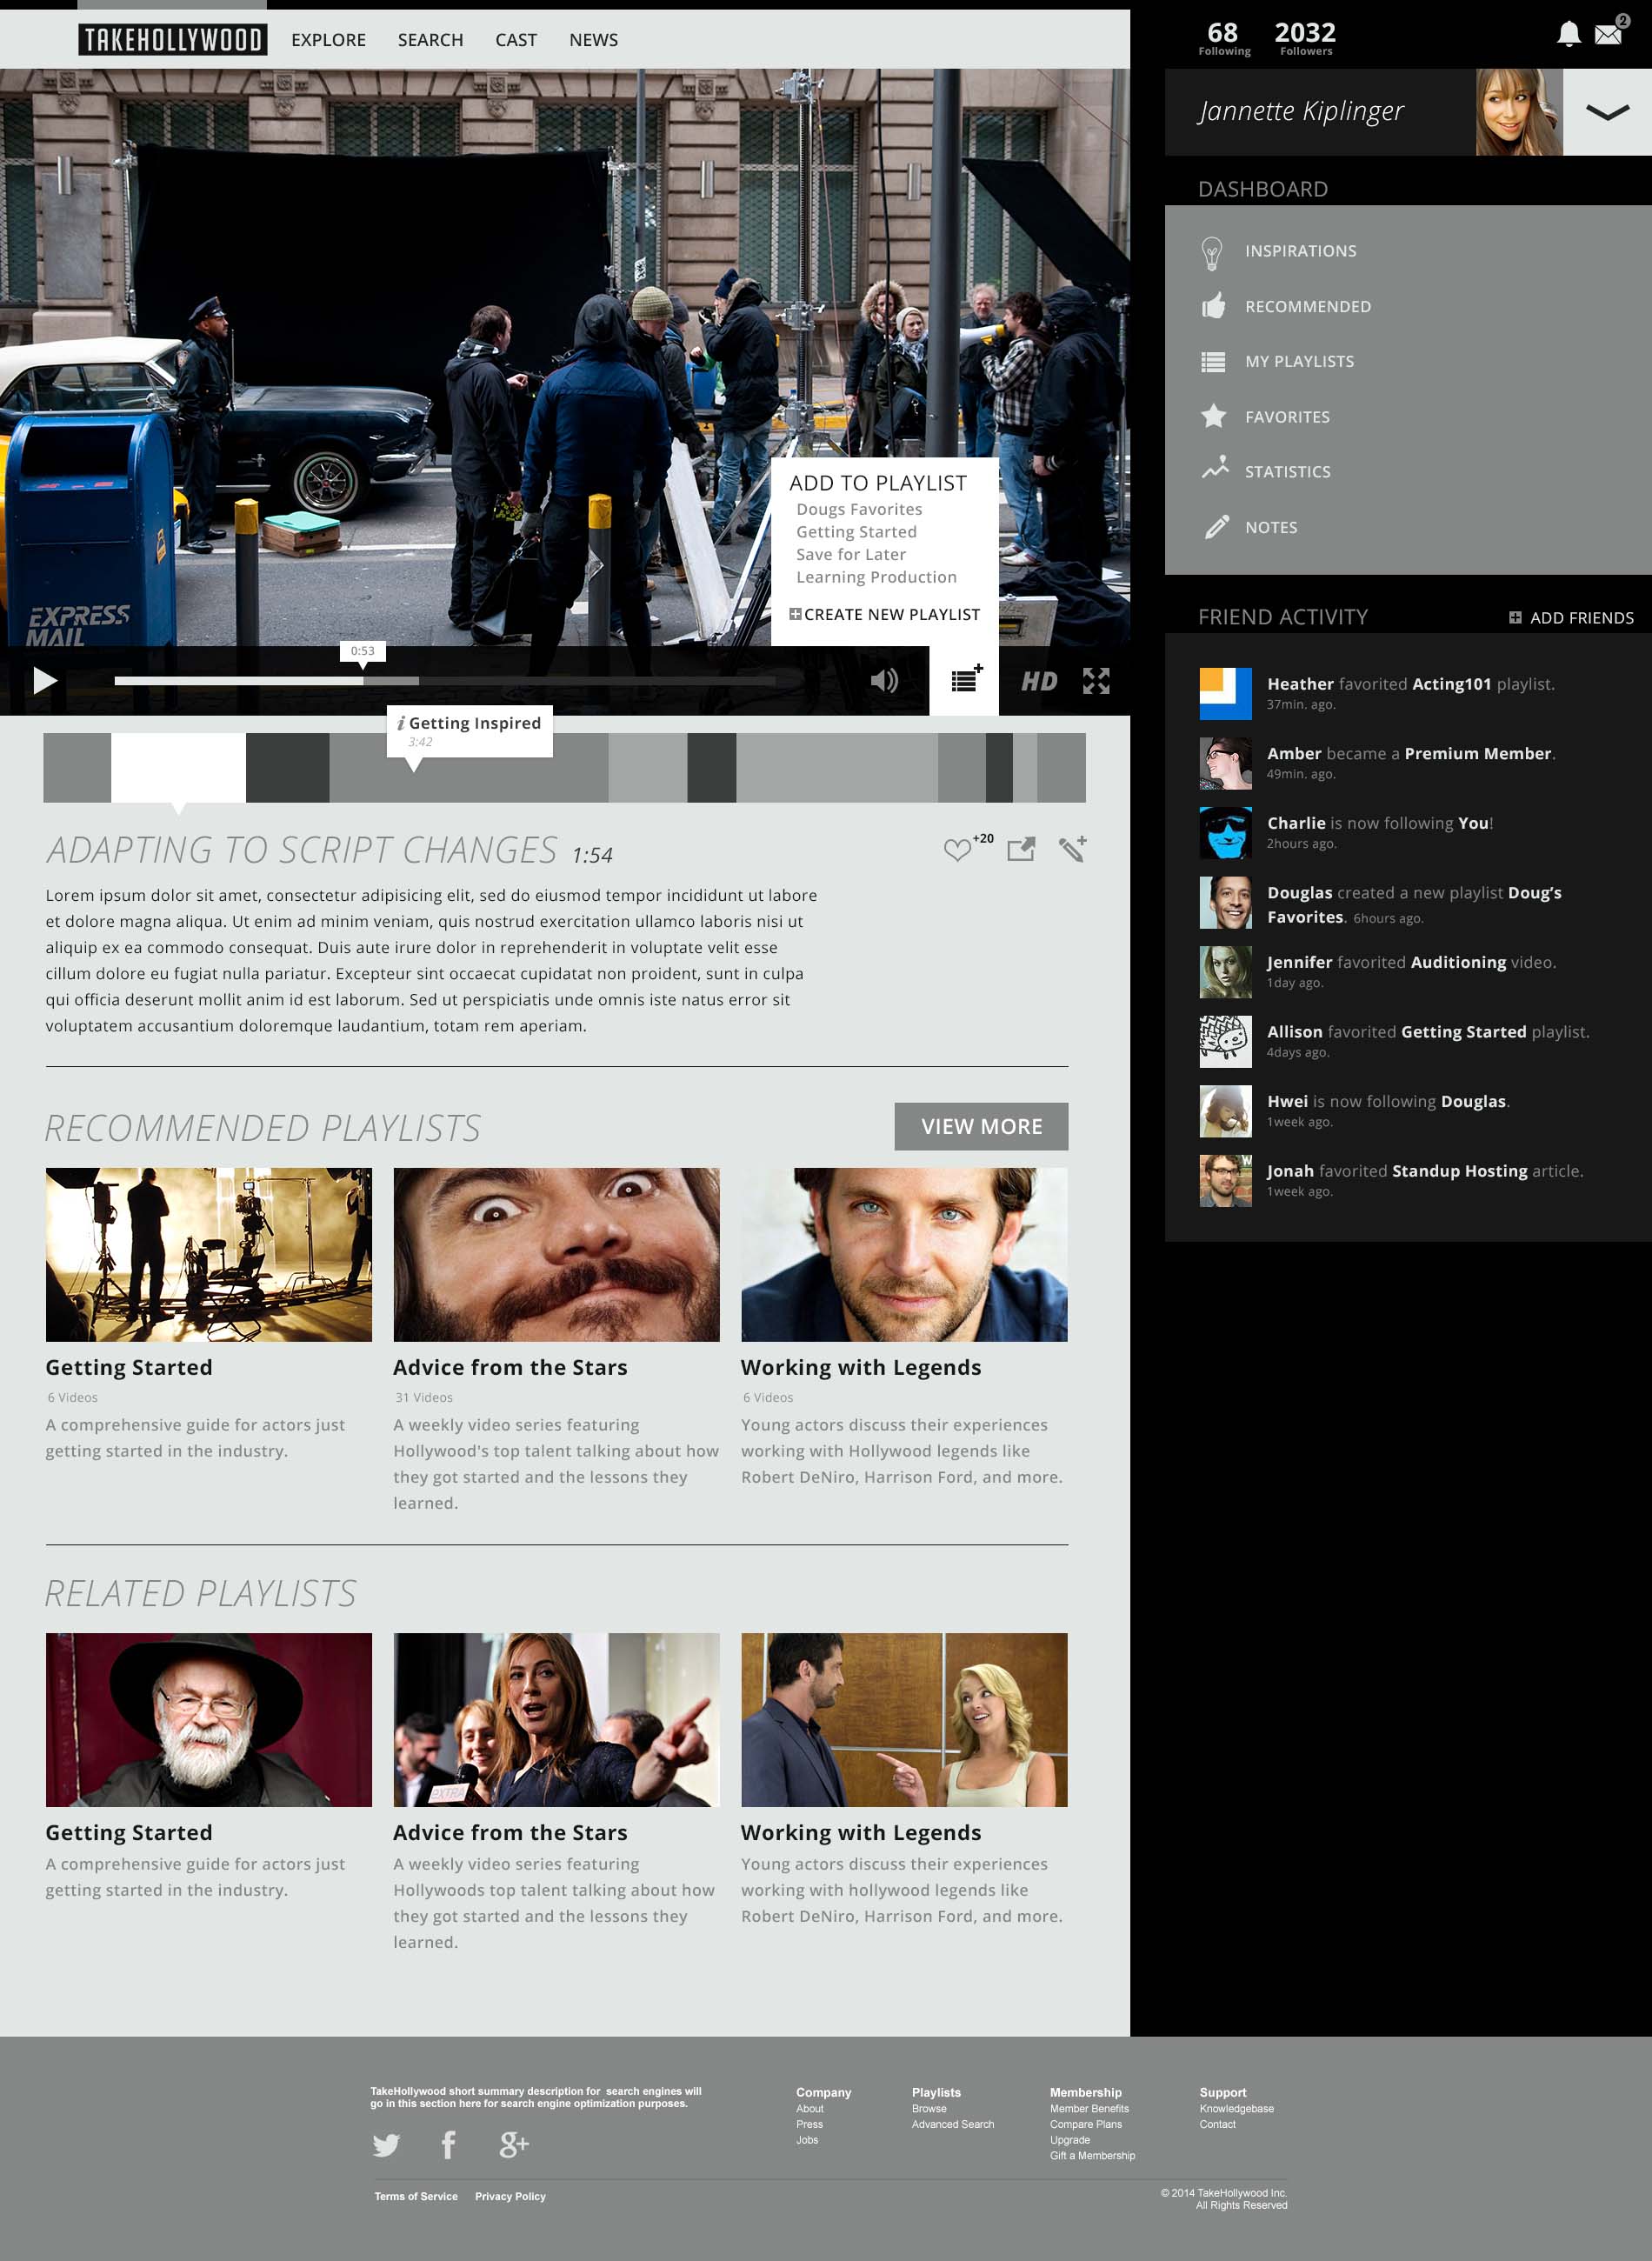 TAKEHOLLYWOOD
EXPLORE
SEARCH
CAST
NEWS
68
Following
2032
Followers
2
Jannette Kiplinger
DASHBOARD
INSPIRATIONS
RECOMMENDED
MY PLAYLISTS
FAVORITES
STATISTICS
NOTES
EXPRESS
MAIL
ADD TO PLAYLIST
Dougs Favorites
Getting Started
Save for Later
Learning Production
CREATE NEW PLAYLIST
0:53
HD
i Getting Inspired
3:42
ADAPTING TO SCRIPT CHANGES 1:54
+20
Lorem ipsum dolor sit amet, consectetur adipisicing elit, sed do eiusmod tempor incididunt ut labore
et dolore magna aliqua. Ut enim ad minim veniam, quis nostrud exercitation ullamco laboris nisi ut
aliquip ex ea commodo consequat. Duis aute irure dolor in reprehenderit in voluptate velit esse
cillum dolore eu fugiat nulla pariatur. Excepteur sint occaecat cupidatat non proident, sunt in culpa
qui officia deserunt mollit anim id est laborum. Sed ut perspiciatis unde omnis iste natus error sit
voluptatem accusantium doloremque laudantium, totam rem aperiam.
FRIEND ACTIVITY
ADD FRIENDS
Heather favorited Acting101 playlist.
37min. ago.
Amber became a Premium Member.
49min. ago.
Charlie is now following You!
2hours ago.
Douglas created a new playlist Doug's
Favorites. 6hours ago.
Jennifer favorited Auditioning video.
1day ago.
Allison favorited Getting Started playlist.
4days ago.
Hwei is now following Douglas.
1week ago.
Jonah favorited Standup Hosting article.
1week ago.
RECOMMENDED PLAYLISTS
VIEW MORE
Getting Started
6 Videos
A comprehensive guide for actors just
getting started in the industry.
Advice from the Stars
31 Videos
A weekly video series featuring
Hollywood's top talent talking about how
they got started and the lessons they
learned.
Working with Legends
6 Videos
Young actors discuss their experiences
working with Hollywood legends like
Robert DeNiro, Harrison Ford, and more.
RELATED PLAYLISTS
EXTRA
Getting Started
A comprehensive guide for actors just
getting started in the industry.
Advice from the Stars
A weekly video series featuring
Hollywoods top talent talking about how
they got started and the lessons they
learned.
Working with Legends
Young actors discuss their experiences
working with hollywood legends like
Robert DeNiro, Harrison Ford, and more.
TakeHollywood short summary description for search engines will
go in this section here for search engine optimization purposes.
f
g+
Company
About
Press
Jobs
Playlists
Browse
Advanced Search
Membership
Member Benefits
Compare Plans
Upgrade
Gift a Membership
Support
Knowledgebase
Contact
Terms of Service
Privacy Policy
© 2014 TakeHollywood Inc.
All Rights Reserved